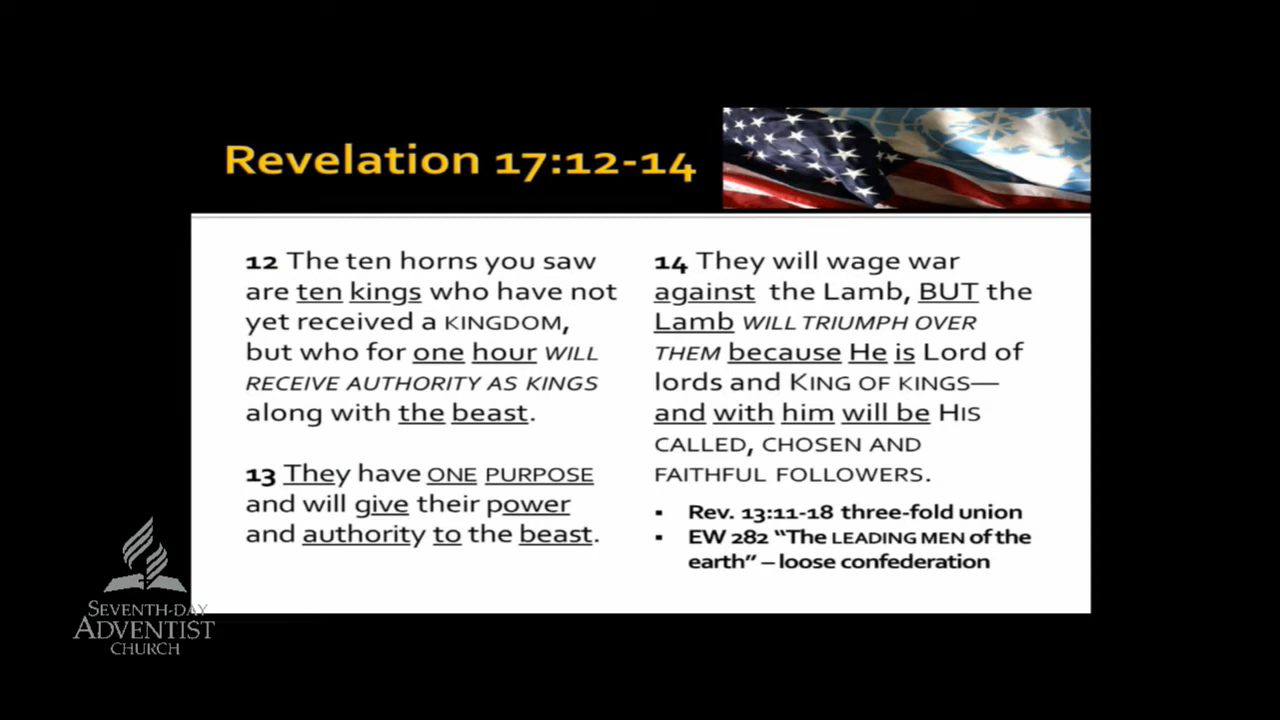 Revelation 17:12-14
12 The ten horns you saw
are ten kings who have not
yet received a KINGDOM,
but who for one hour WILL
RECEIVE AUTHORITY AS KINGS
along with the beast.
13 They have ONE PURPOSE
and will give their power
and authority to the beast.
14 They will wage war
against the Lamb, BUT the
Lamb WILL TRIUMPH OVER
THEM because He is Lord of
lords and KING OF KINGS—
and with him will be HIS
CALLED, CHOSEN AND
FAITHFUL FOLLOWERS.
▪ Rev. 13:11-18 three-fold union
▪ EW 282 “The LEADING MEN of the
earth” – loose confederation
SEVENTH-DAY
ADVENTIST
CHURCH